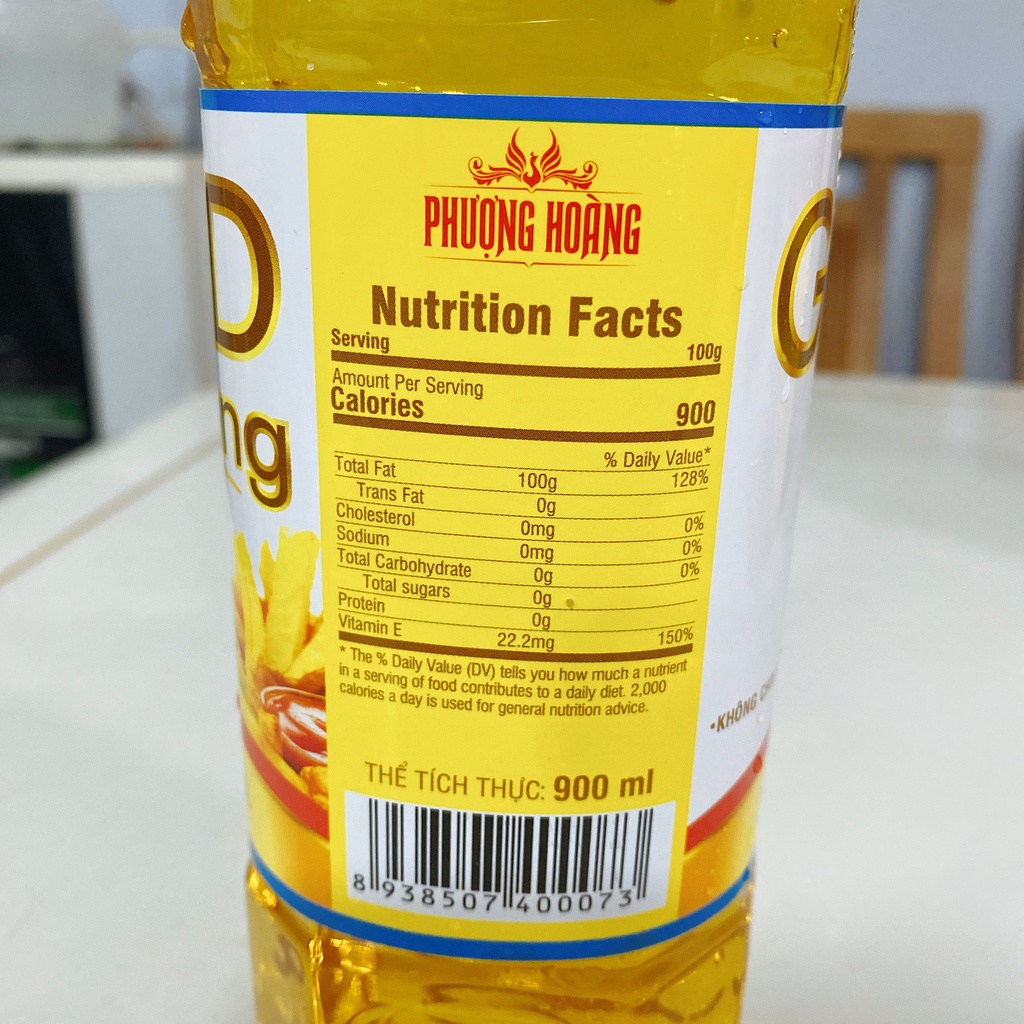 PHƯỢNG HOÀNG
Nutrition Facts
Serving 100g
Amount Per Serving
Calories 900
% Daily Value*
Total Fat 100g 128%
Trans Fat 0g
Cholesterol 0mg 0%
Sodium 0mg 0%
Total Carbohydrate 0g 0%
Total sugars 0g
Protein 0g
Vitamin E 22.2mg 150%
* The % Daily Value (DV) tells you how much a nutrient
in a serving of food contributes to a daily diet. 2,000
calories a day is used for general nutrition advice.
THỂ TÍCH THỰC: 900 ml
8 938507 400073
D
ng
G
•KHÔNG